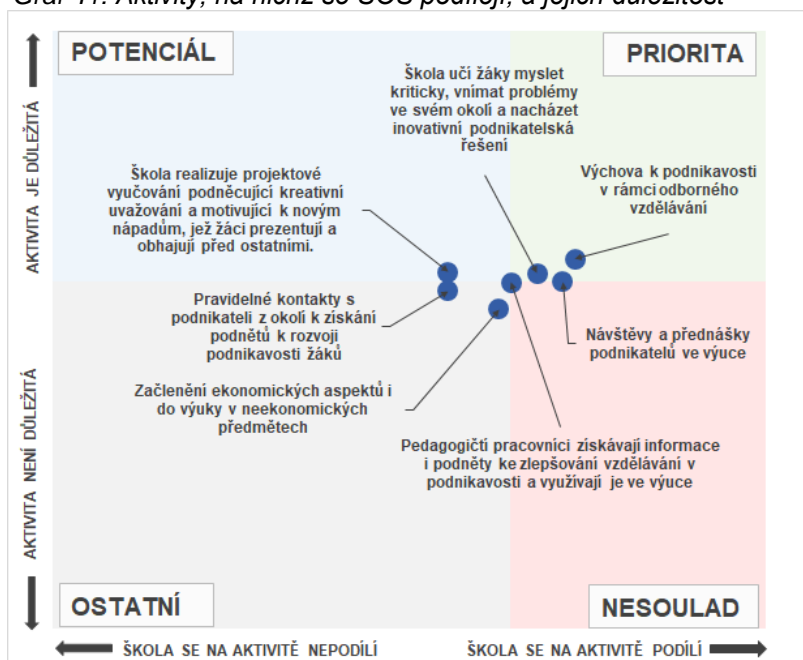 Graf 11: Aktivity, na nichž se SOŠ podílejí, a jejich důležitost
POTENCIÁL
PRIORITA
Škola učí žáky myslet
kriticky, vnímat problémy
ve svém okolí a nacházet
inovativní podnikatelská
řešení
Škola realizuje projektové
vyučování podněcující kreativní
uvažování a motivující k novým
nápadům, jež žáci prezentují a
obhajují před ostatními.
Výchova k podnikavosti
v rámci odborného
vzdělávání
Pravidelné kontakty s
podnikateli z okolí k získání
podnětů k rozvoji
podnikavosti žáků
Návštěvy a přednášky
podnikatelů ve výuce
Začlenění ekonomických aspektů i
do výuky v neekonomických
předmětech
Pedagogičtí pracovníci získávají informace
i podněty ke zlepšování vzdělávání v
podnikavosti a využívají je ve výuce
OSTATNÍ
NESOULAD
AKTIVITA JE DŮLEŽITÁ
AKTIVITA NENÍ DŮLEŽITÁ
ŠKOLA SE NA AKTIVITĚ NEPODÍLÍ
ŠKOLA SE NA AKTIVITĚ PODÍLÍ